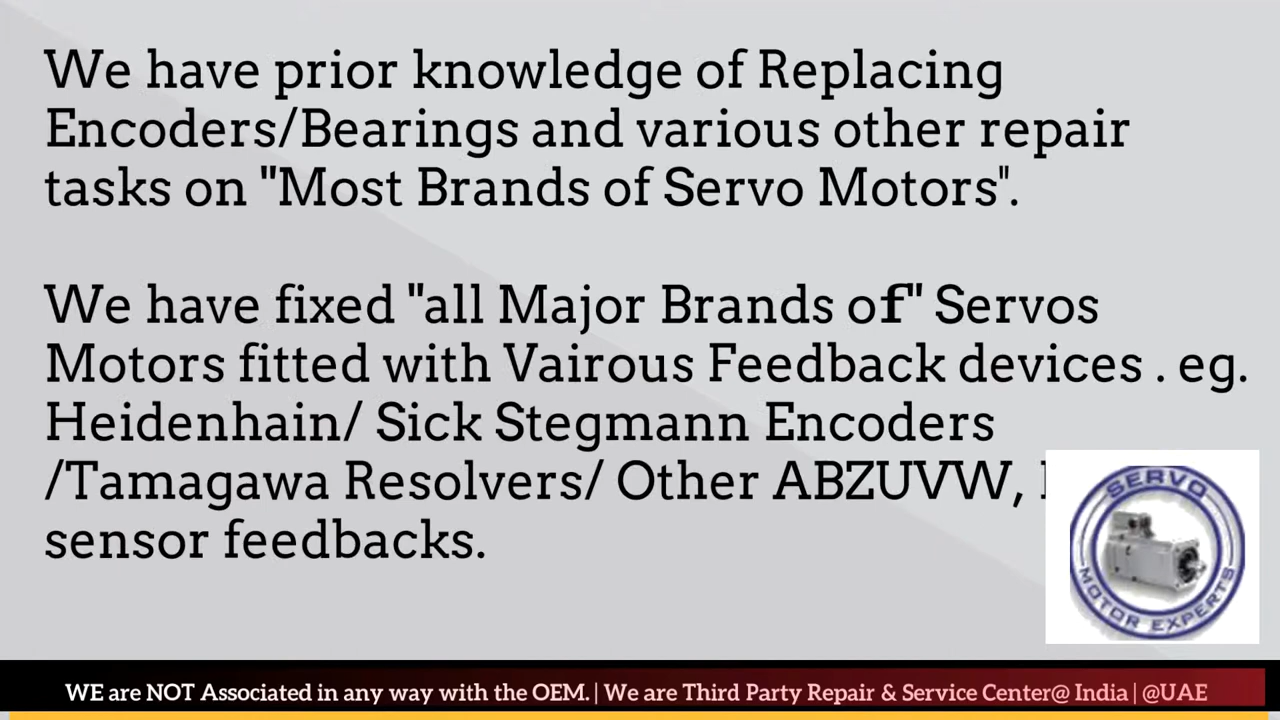 We have prior knowledge of Replacing
Encoders/Bearings and various other repair
tasks on "Most Brands of Servo Motors".
We have fixed "all Major Brands of" Servos
Motors fitted with Vairous Feedback devices . eg.
Heidenhain/ Sick Stegmann Encoders
/Tamagawa Resolvers/ Other ABZUVW,
sensor feedbacks.
SERVO
MOTOR EXPERTS
WE are NOT Associated in any way with the OEM. | We are Third Party Repair & Service Center@ India | @UAE